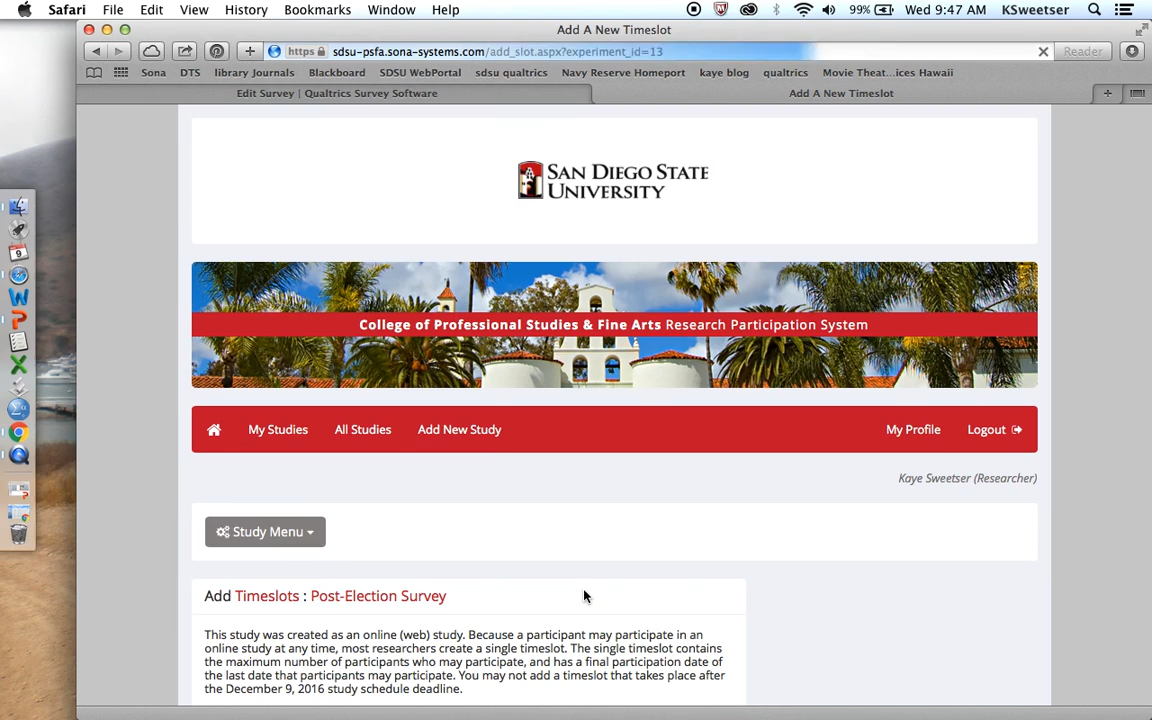 Safari File Edit View History Bookmarks Window Help 99% Wed 9:47 AM KSweetser
Add A New Timeslot
https sdsu-psfa.sona-systems.com/add_slot.aspx?experiment_id=13 Reader
Sona DTS library Journals Blackboard SDSU WebPortal sdsu qualtrics Navy Reserve Homeport kaye blog qualtrics Movie Theat...ices Hawaii
Edit Survey | Qualtrics Survey Software Add A New Timeslot
SAN DIEGO STATE
UNIVERSITY
College of Professional Studies & Fine Arts Research Participation System
My Studies All Studies Add New Study My Profile Logout
Kaye Sweetser (Researcher)
Study Menu
Add Timeslots : Post-Election Survey
This study was created as an online (web) study. Because a participant may participate in an
online study at any time, most researchers create a single timeslot. The single timeslot contains
the maximum number of participants who may participate, and has a final participation date of
the last date that participants may participate. You may not add a timeslot that takes place after
the December 9, 2016 study schedule deadline.